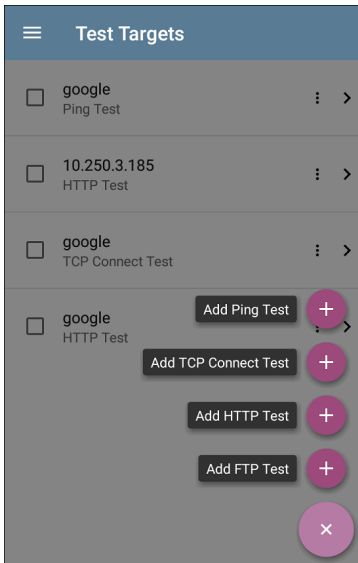 Test Targets
google
Ping Test
10.250.3.185
HTTP Test
google
TCP Connect Test
Add Ping Test
google
HTTP Test
Add TCP Connect Test
Add HTTP Test
Add FTP Test